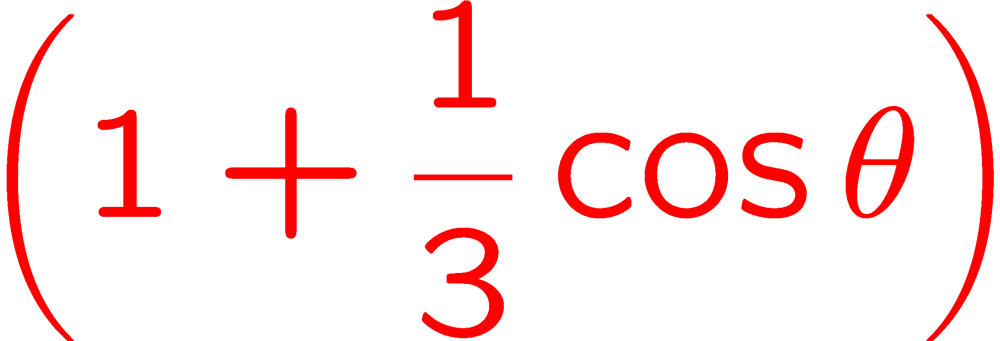 (1 + 1/3 cos θ)